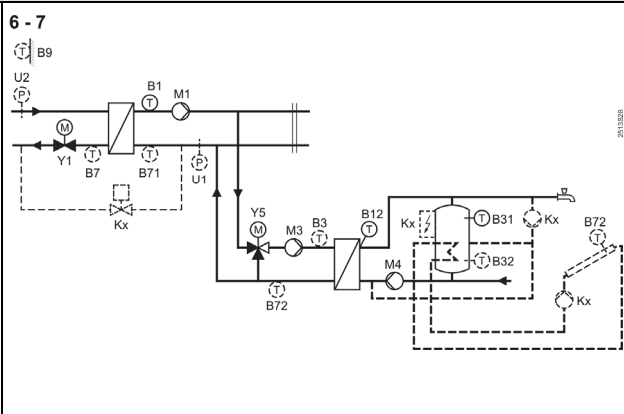 6 - 7
T B9
U2
P
B1
T
M1
M
Y1
T
B7
T
B71
P
U1
Kx
2513S28
Y5
M
M3
B3
T
B12
T
Kx
T B31
T B32
Kx
B72
T
Kx
M4
T
B72